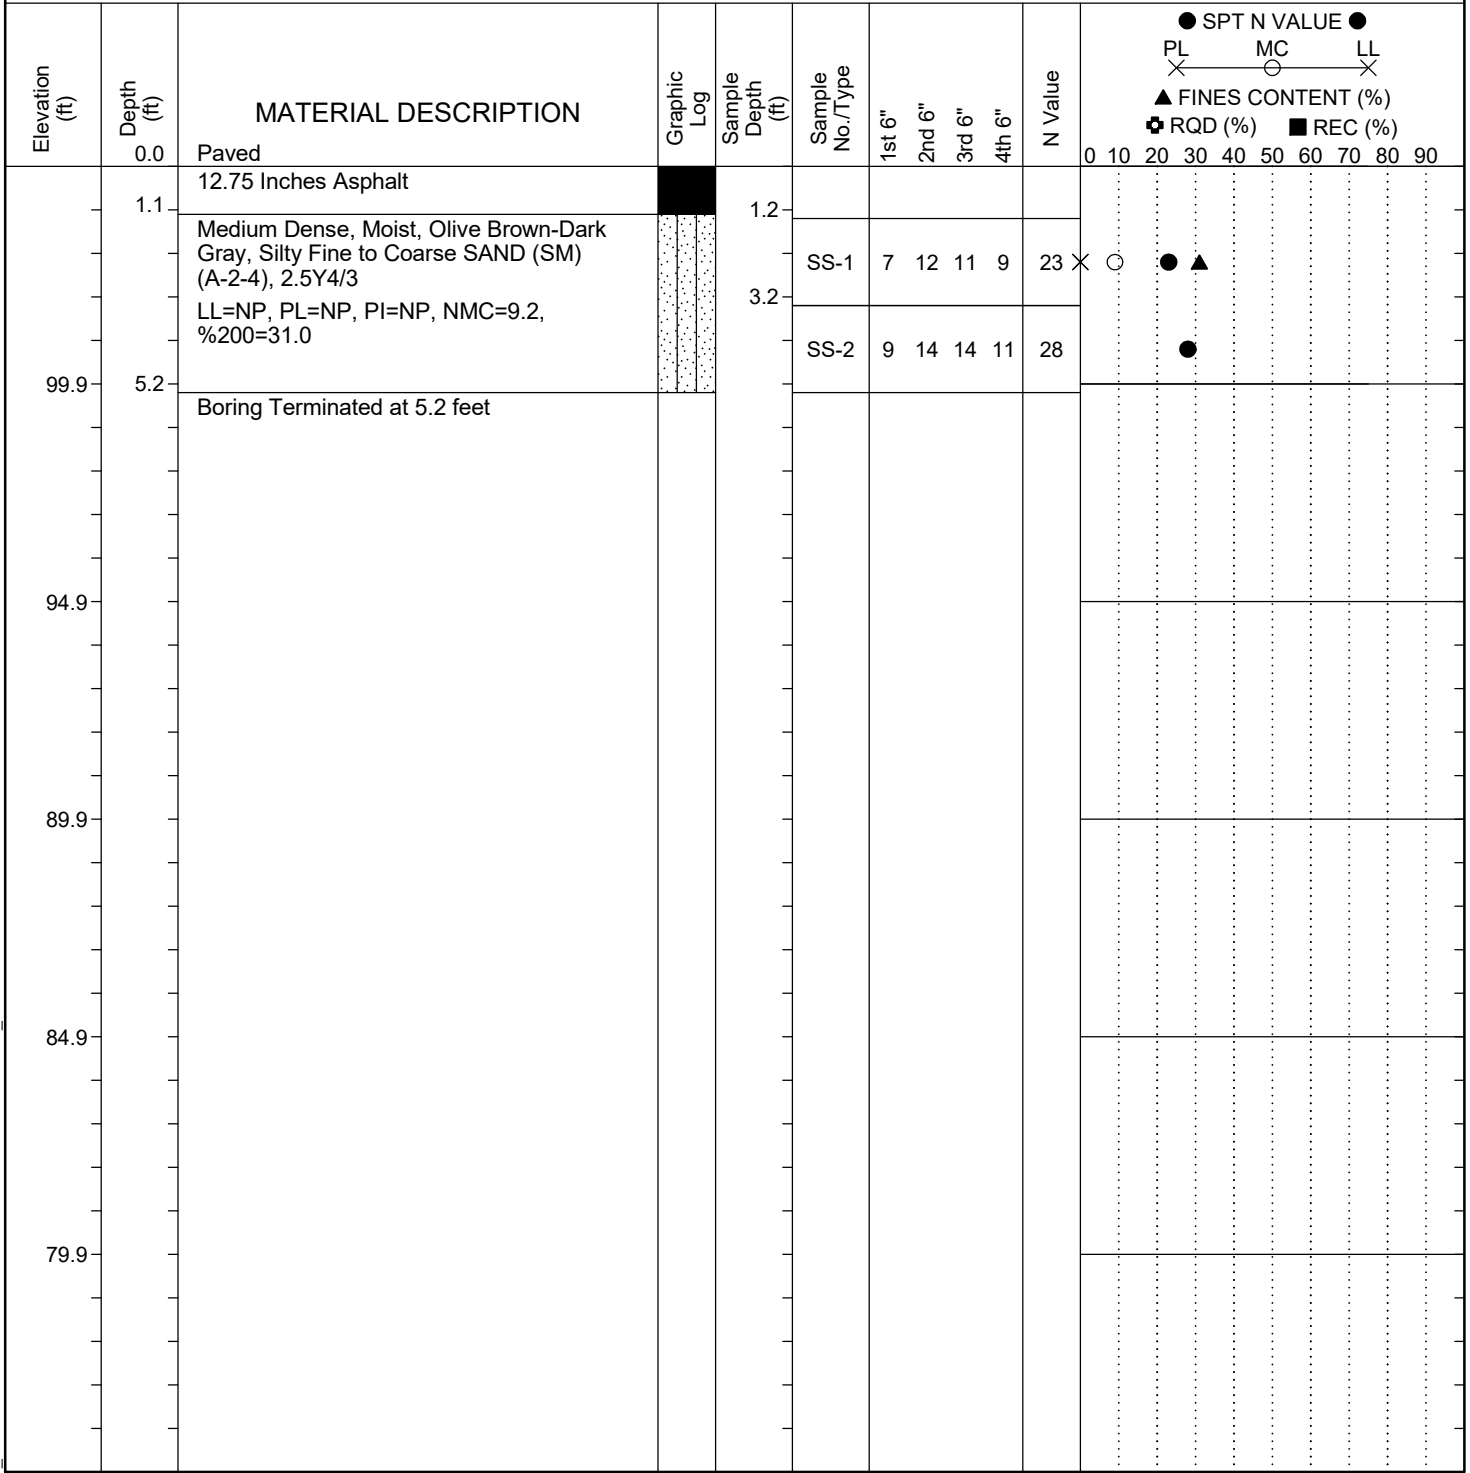 Elevation (ft)
Depth (ft)
0.0
MATERIAL DESCRIPTION
Paved
Graphic Log
Sample Depth (ft)
Sample No./Type
1st 6"
2nd 6"
3rd 6"
4th 6"
N Value
SPT N VALUE
PL MC LL
FINES CONTENT (%)
RQD (%) REC (%)
0 10 20 30 40 50 60 70 80 90
12.75 Inches Asphalt
1.1
1.2
Medium Dense, Moist, Olive Brown-Dark
Gray, Silty Fine to Coarse SAND (SM)
(A-2-4), 2.5Y4/3
SS-1 7 12 11 9 23
3.2
LL=NP, PL=NP, PI=NP, NMC=9.2,
%200=31.0
SS-2 9 14 14 11 28
99.9 5.2
Boring Terminated at 5.2 feet
94.9
89.9
84.9
79.9